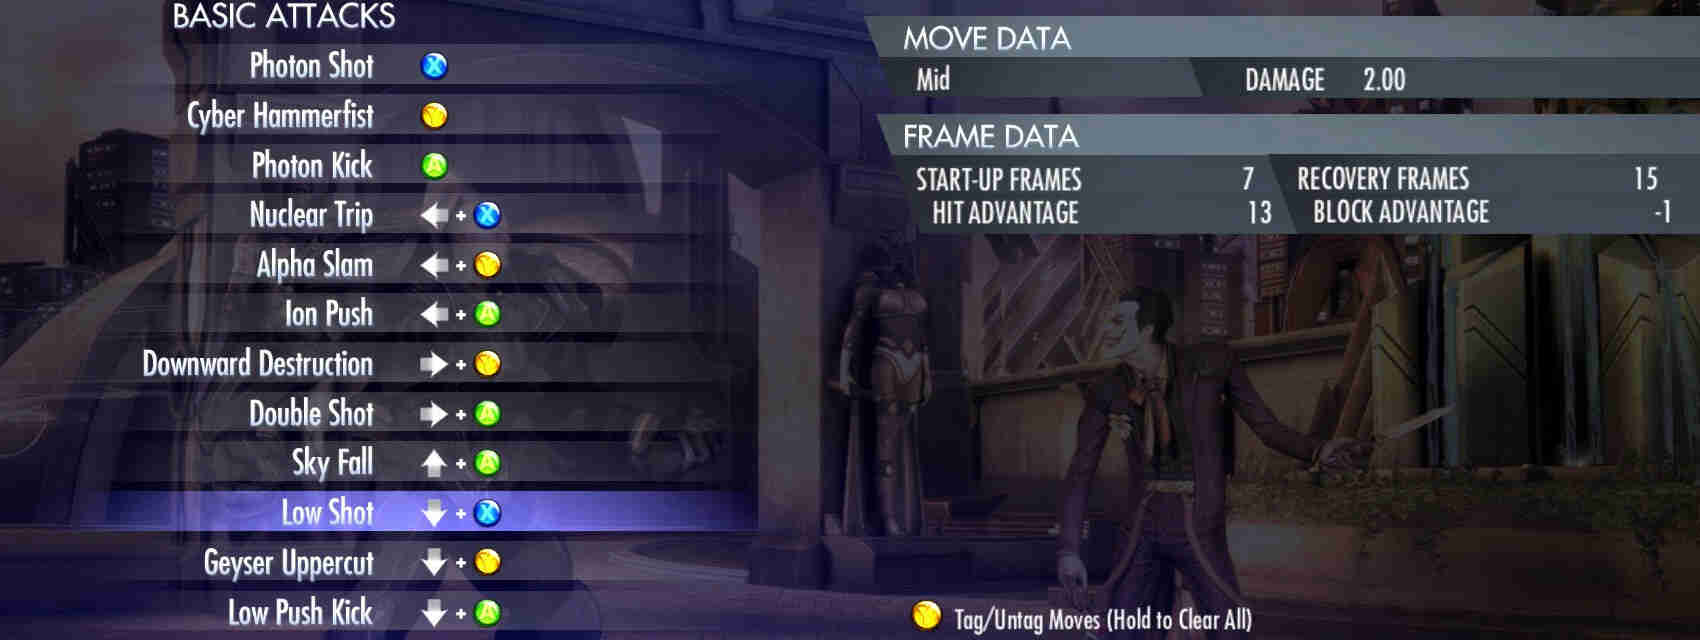 BASIC ATTACKS
Photon Shot X
Cyber Hammerfist Y
Photon Kick A
Nuclear Trip + X
Alpha Slam + Y
Ion Push + A
Downward Destruction + Y
Double Shot + A
Sky Fall + A
Low Shot + X
Geyser Uppercut + Y
Low Push Kick + A
MOVE DATA
Mid DAMAGE 2.00
FRAME DATA
START-UP FRAMES 7 RECOVERY FRAMES 15
HIT ADVANTAGE 13 BLOCK ADVANTAGE -1
Y Tag/Untag Moves (Hold to Clear All)